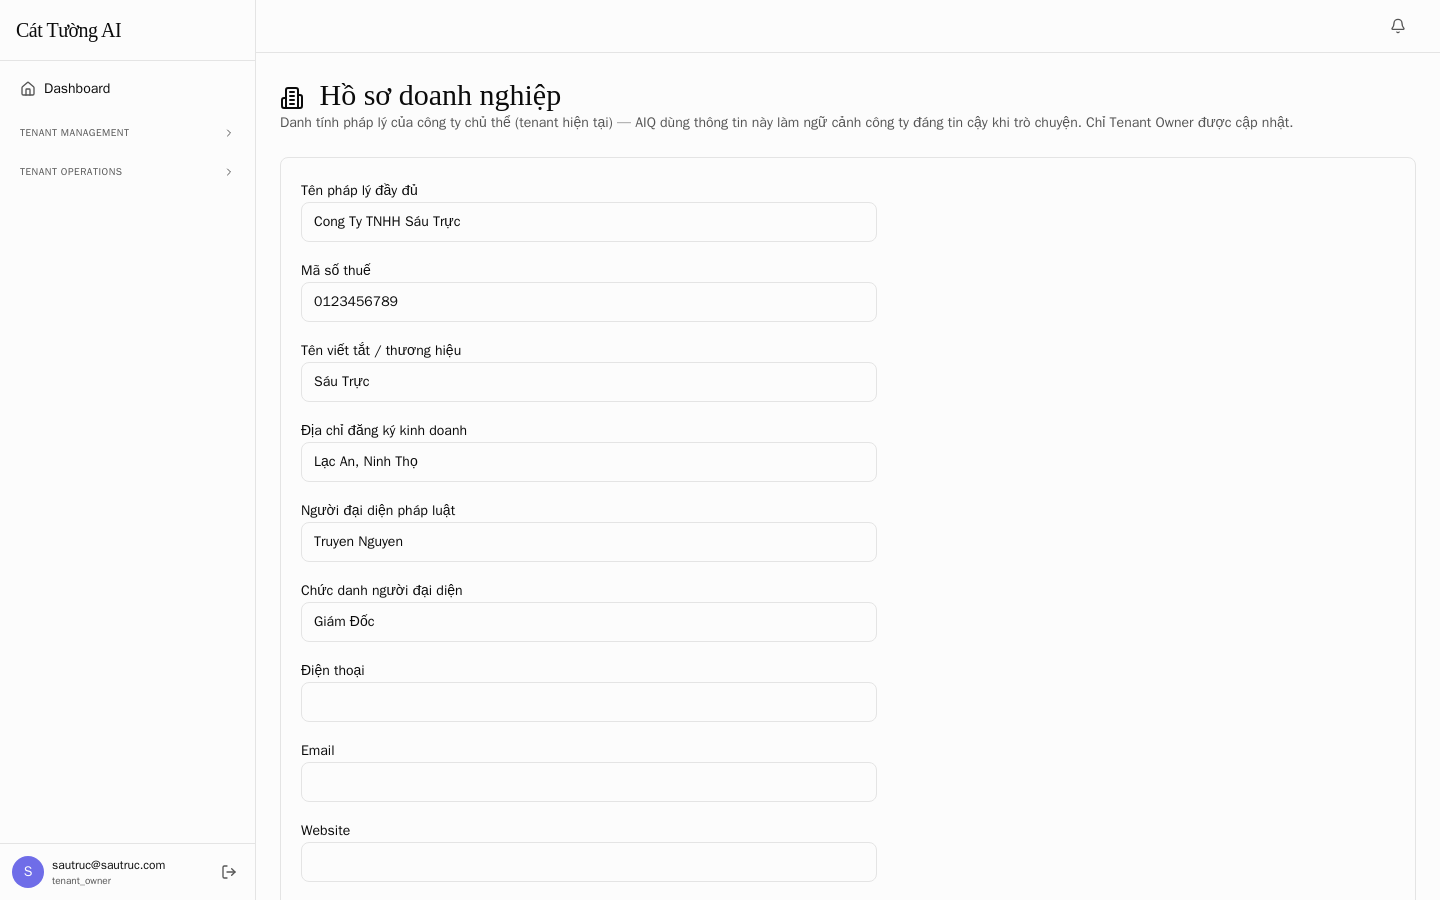 Cát Tường AI
Dashboard
TENANT MANAGEMENT
TENANT OPERATIONS
Hồ sơ doanh nghiệp
Danh tính pháp lý của công ty chủ thể (tenant hiện tại) — AIQ dùng thông tin này làm ngữ cảnh công ty đáng tin cậy khi trò chuyện. Chỉ Tenant Owner được cập nhật.
Tên pháp lý đầy đủ
Cong Ty TNHH Sáu Trực
Mã số thuế
0123456789
Tên viết tắt / thương hiệu
Sáu Trực
Địa chỉ đăng ký kinh doanh
Lạc An, Ninh Thọ
Người đại diện pháp luật
Truyen Nguyen
Chức danh người đại diện
Giám Đốc
Điện thoại
Email
Website
S
sautruc@sautruc.com
tenant_owner